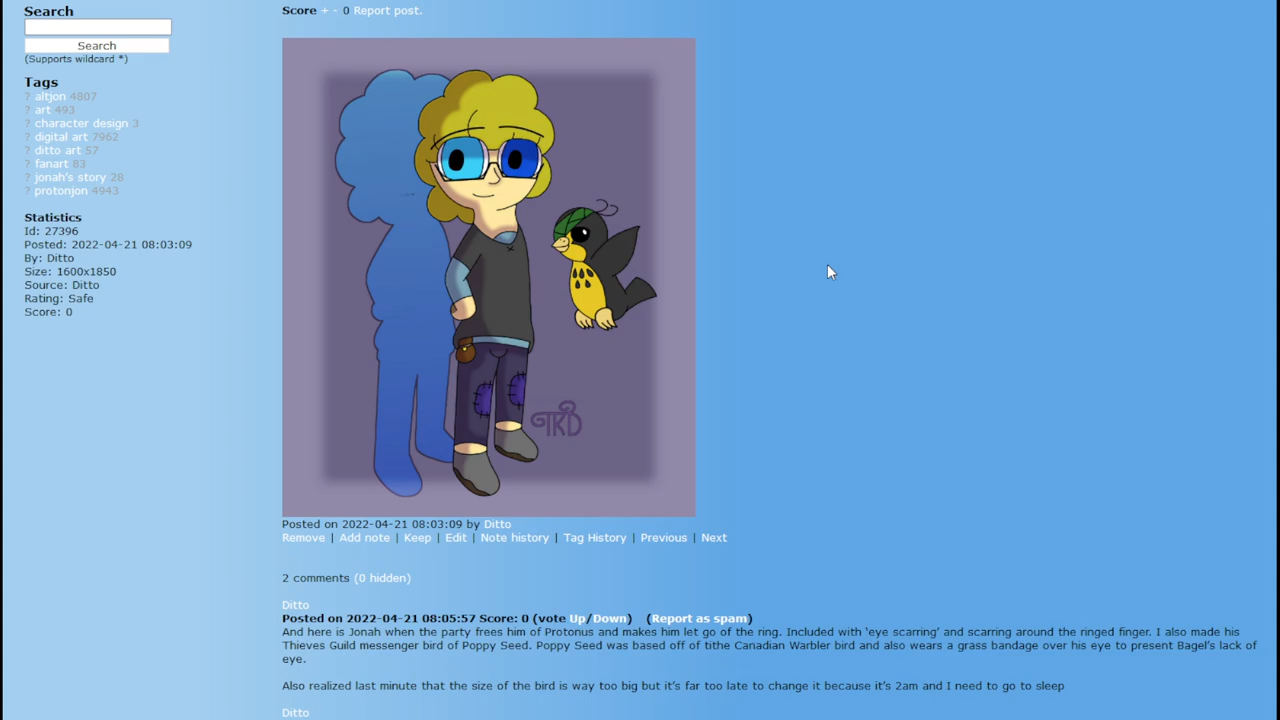 Search
Search
(Supports wildcard *)
Tags
? altjon 4807
? art 493
? character design 3
? digital art 7962
? ditto art 57
? fanart 83
? jonah's story 28
? protonjon 4943
Statistics
Id: 27396
Posted: 2022-04-21 08:03:09
By: Ditto
Size: 1600x1850
Source: Ditto
Rating: Safe
Score: 0
Score + - 0 Report post.
TKD
Posted on 2022-04-21 08:03:09 by Ditto
Remove | Add note | Keep | Edit | Note history | Tag History | Previous | Next
2 comments (0 hidden)
Ditto
Posted on 2022-04-21 08:05:57 Score: 0 (vote Up/Down) (Report as spam)
And here is Jonah when the party frees him of Protonus and makes him let go of the ring. Included with ‘eye scarring’ and scarring around the ringed finger. I also made his
Thieves Guild messenger bird of Poppy Seed. Poppy Seed was based off of tithe Canadian Warbler bird and also wears a grass bandage over his eye to present Bagel’s lack of
eye.
Also realized last minute that the size of the bird is way too big but it’s far too late to change it because it’s 2am and I need to go to sleep
Ditto